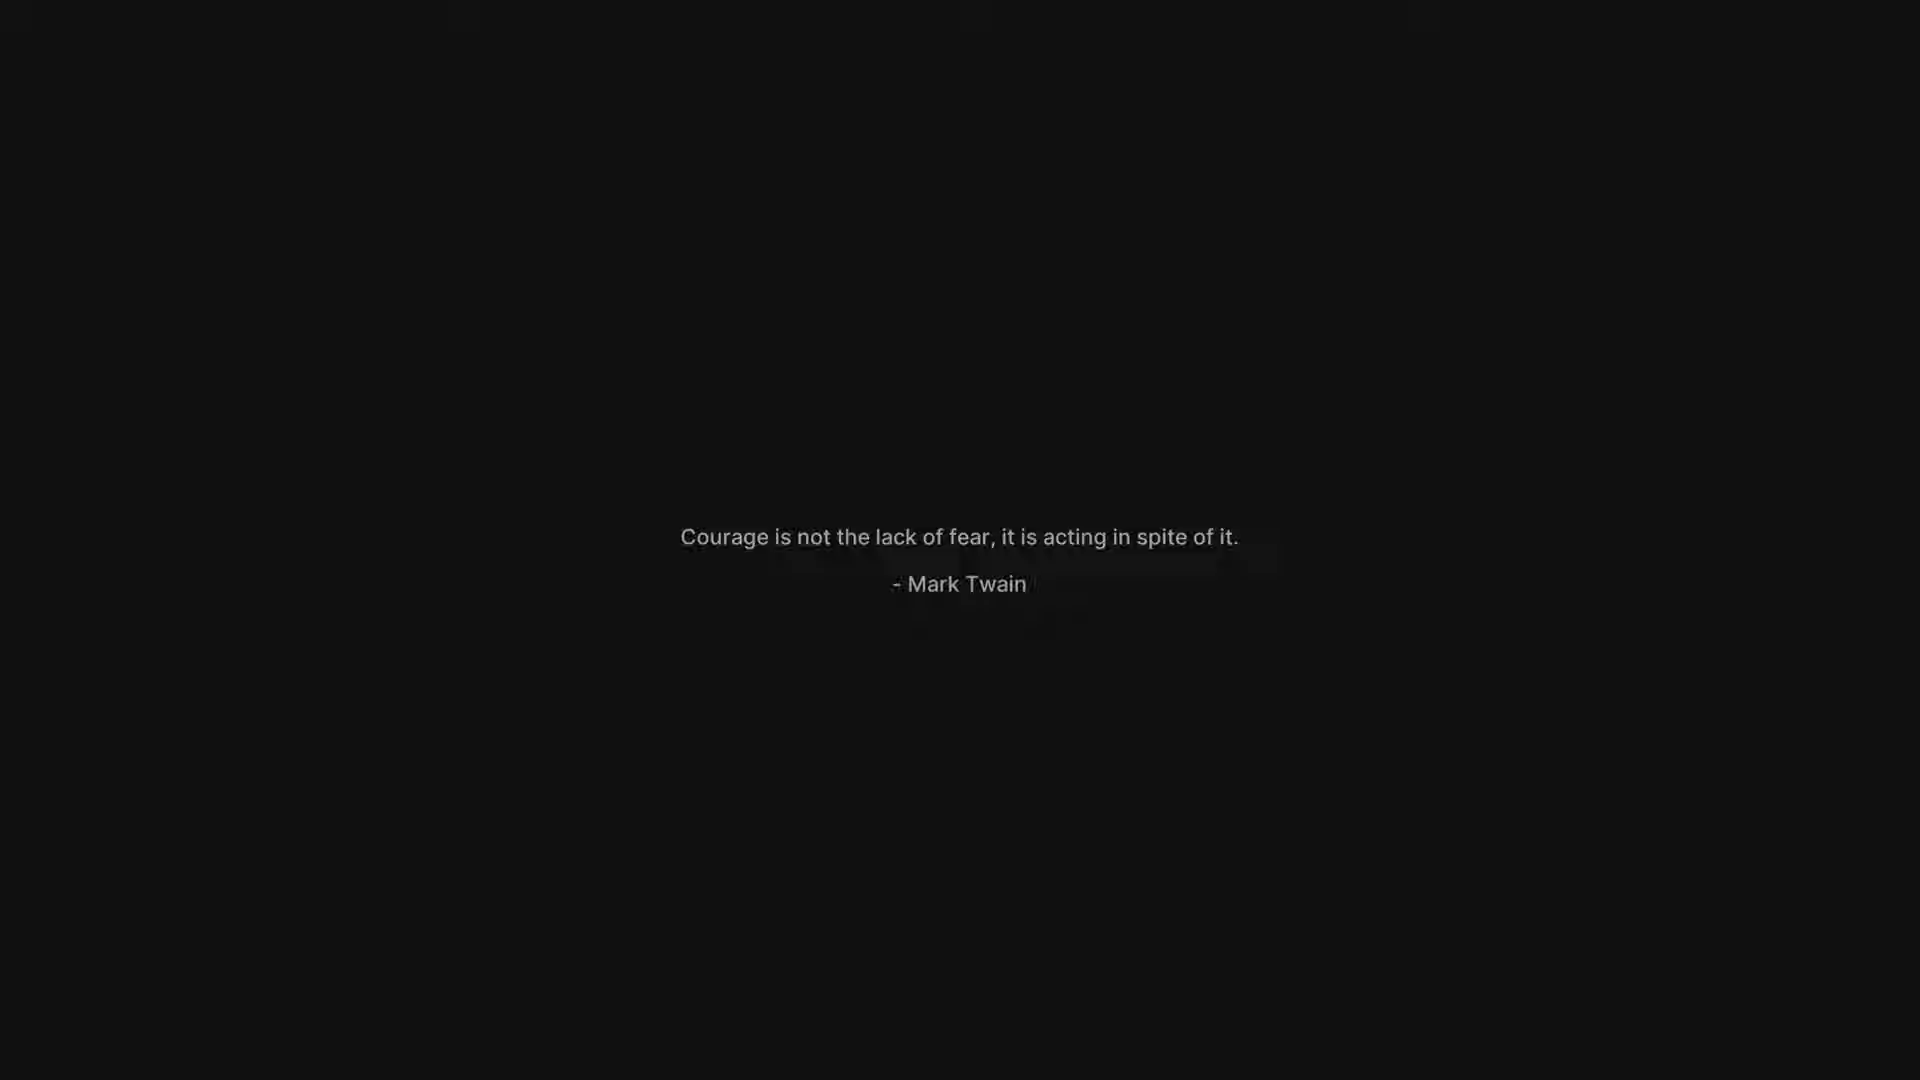 Courage is not the lack of fear, it is acting in spite of it.
- Mark Twain